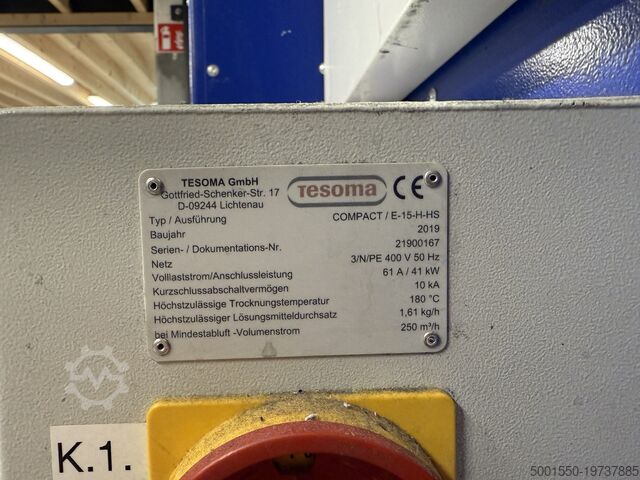 TESOMA GmbH
Gottfried-Schenker-Str. 17
D-09244 Lichtenau
Tesoma
CE
Typ / Ausführung COMPACT / E-15-H-HS
Baujahr 2019
Serien- / Dokumentations-Nr. 21900167
Netz 3/N/PE 400 V 50 Hz
Volllaststrom/Anschlussleistung 61 A / 41 kW
Kurzschlussabschaltvermögen 10 kA
Höchstzulässige Trocknungstemperatur 180 °C
Höchstzulässiger Lösungsmitteldurchsatz 1,61 kg/h
bei Mindestabluft -Volumenstrom 250 m³/h
K.1.
5001550-19737885